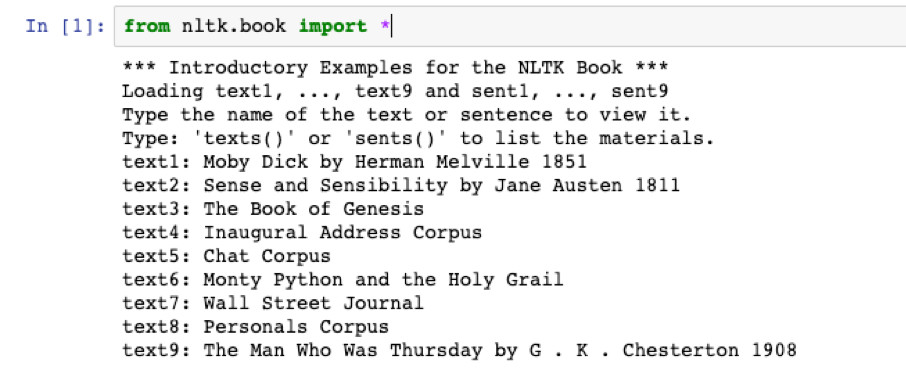 In [1]: from nltk.book import *
*** Introductory Examples for the NLTK Book ***
Loading text1, ..., text9 and sent1, ..., sent9
Type the name of the text or sentence to view it.
Type: 'texts()' or 'sents()' to list the materials.
text1: Moby Dick by Herman Melville 1851
text2: Sense and Sensibility by Jane Austen 1811
text3: The Book of Genesis
text4: Inaugural Address Corpus
text5: Chat Corpus
text6: Monty Python and the Holy Grail
text7: Wall Street Journal
text8: Personals Corpus
text9: The Man Who Was Thursday by G . K . Chesterton 1908